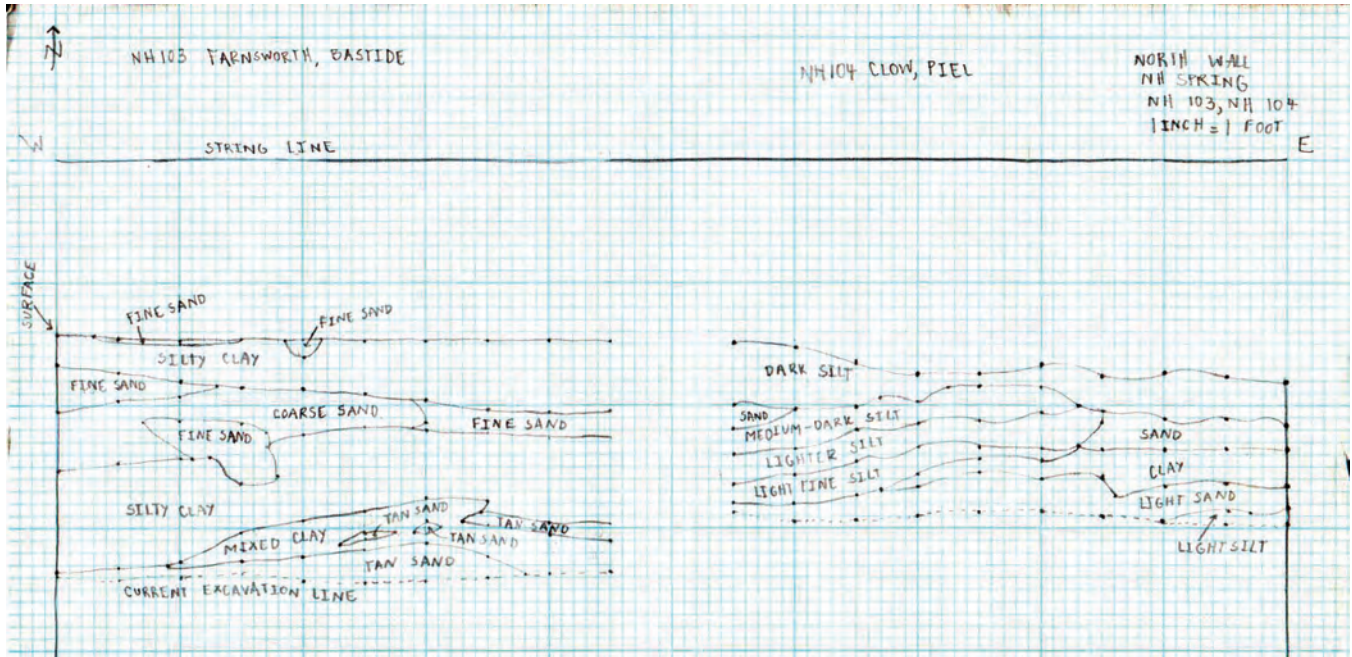 N
NH103 FARNSWORTH, BASTIDE
NH104 CLOW, PIEL
NORTH WALL
NH SPRING
NH 103, NH 104
1 INCH = 1 FOOT
W
E
STRING LINE
SURFACE
FINE SAND
FINE SAND
SILTY CLAY
FINE SAND
COARSE SAND
FINE SAND
FINE SAND
SILTY CLAY
TAN SAND
TAN SAND
MIXED CLAY
TAN SAND
TAN SAND
CURRENT EXCAVATION LINE
DARK SILT
SAND
MEDIUM-DARK SILT
SAND
LIGHTER SILT
CLAY
LIGHT FINE SILT
LIGHT SAND
LIGHT SILT